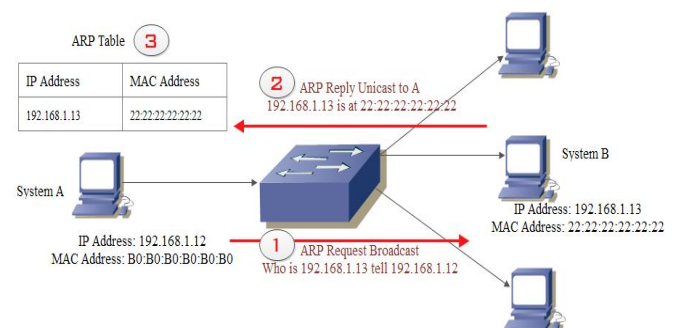 ARP Table
3
IP Address MAC Address
192.168.1.13 22:22:22:22:22:22
2
ARP Reply Unicast to A
192.168.1.13 is at 22:22:22:22:22:22
System A
System B
IP Address: 192.168.1.13
MAC Address: 22:22:22:22:22:22
IP Address: 192.168.1.12
MAC Address: B0:B0:B0:B0:B0:B0
1
ARP Request Broadcast
Who is 192.168.1.13 tell 192.168.1.12